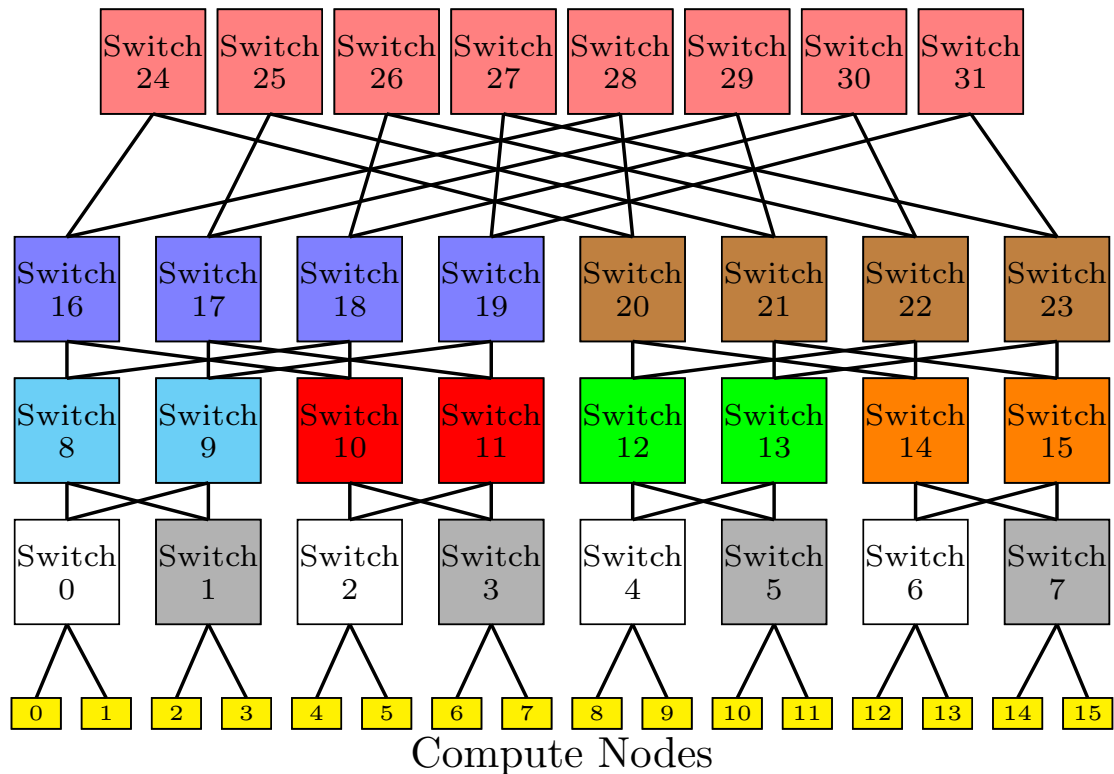 Switch 24
Switch 25
Switch 26
Switch 27
Switch 28
Switch 29
Switch 30
Switch 31
Switch 16
Switch 17
Switch 18
Switch 19
Switch 20
Switch 21
Switch 22
Switch 23
Switch 8
Switch 9
Switch 10
Switch 11
Switch 12
Switch 13
Switch 14
Switch 15
Switch 0
Switch 1
Switch 2
Switch 3
Switch 4
Switch 5
Switch 6
Switch 7
0 1 2 3 4 5 6 7 8 9 10 11 12 13 14 15
Compute Nodes